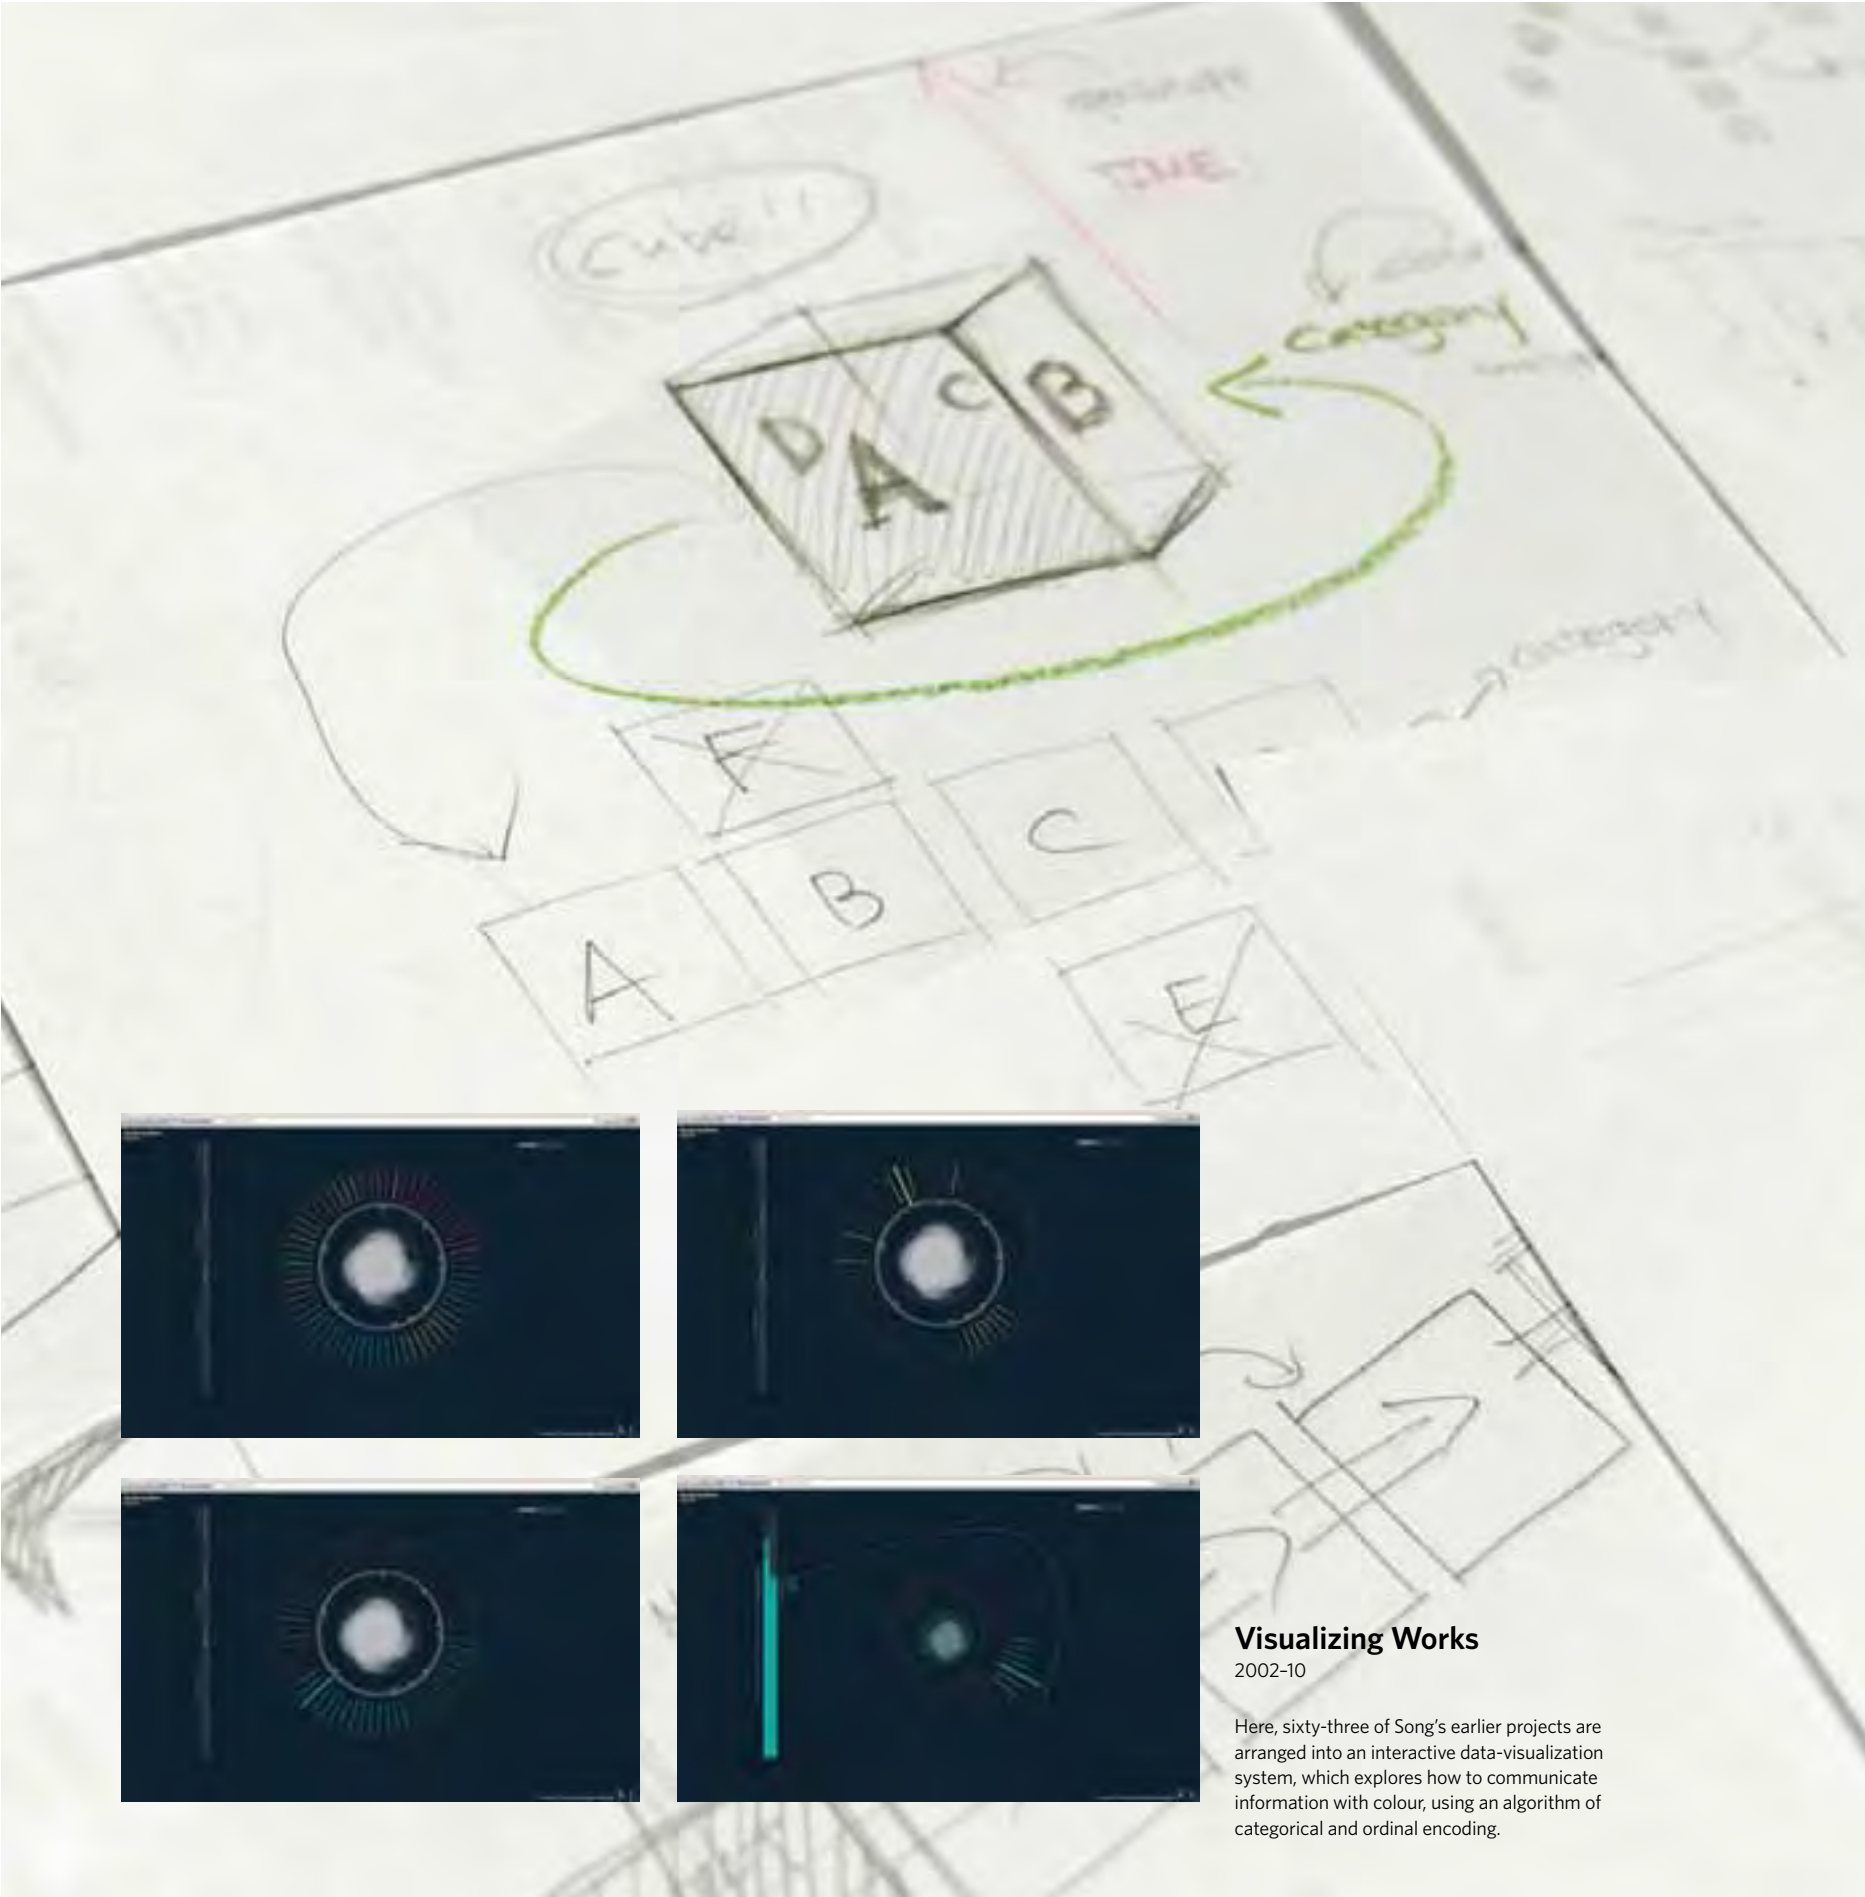 TIME
Cube!!
category
C
B
D
A
category
F
C
B
A
E
Visualizing Works
2002–10
Here, sixty-three of Song’s earlier projects are
arranged into an interactive data-visualization
system, which explores how to communicate
information with colour, using an algorithm of
categorical and ordinal encoding.